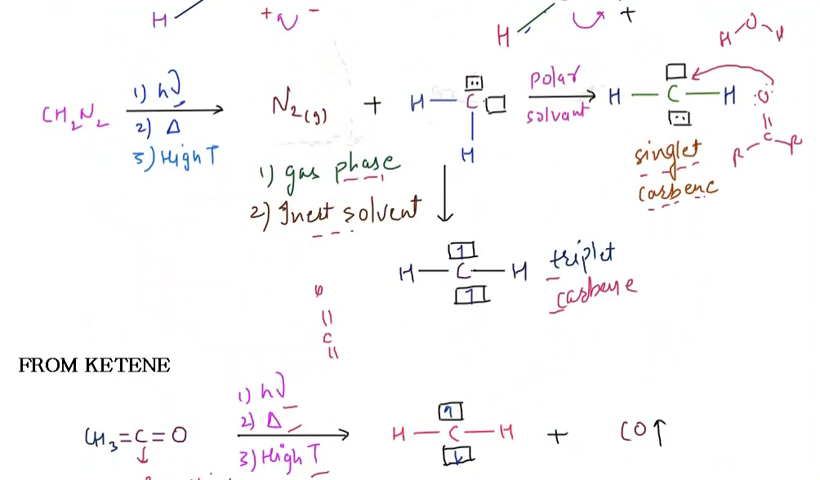 H + -
H +
H O H
CH2N2 1) hν N2(g) + H — C polar H — C — H :O:
2) Δ solvent
3) High T H
1) gas phase singlet
2) Inert solvent carbene
C
R R
H — C — H triplet
carbene
O
C
FROM KETENE
1) hν
2) Δ
CH3=C=O H — C — H + CO↑
3) High T